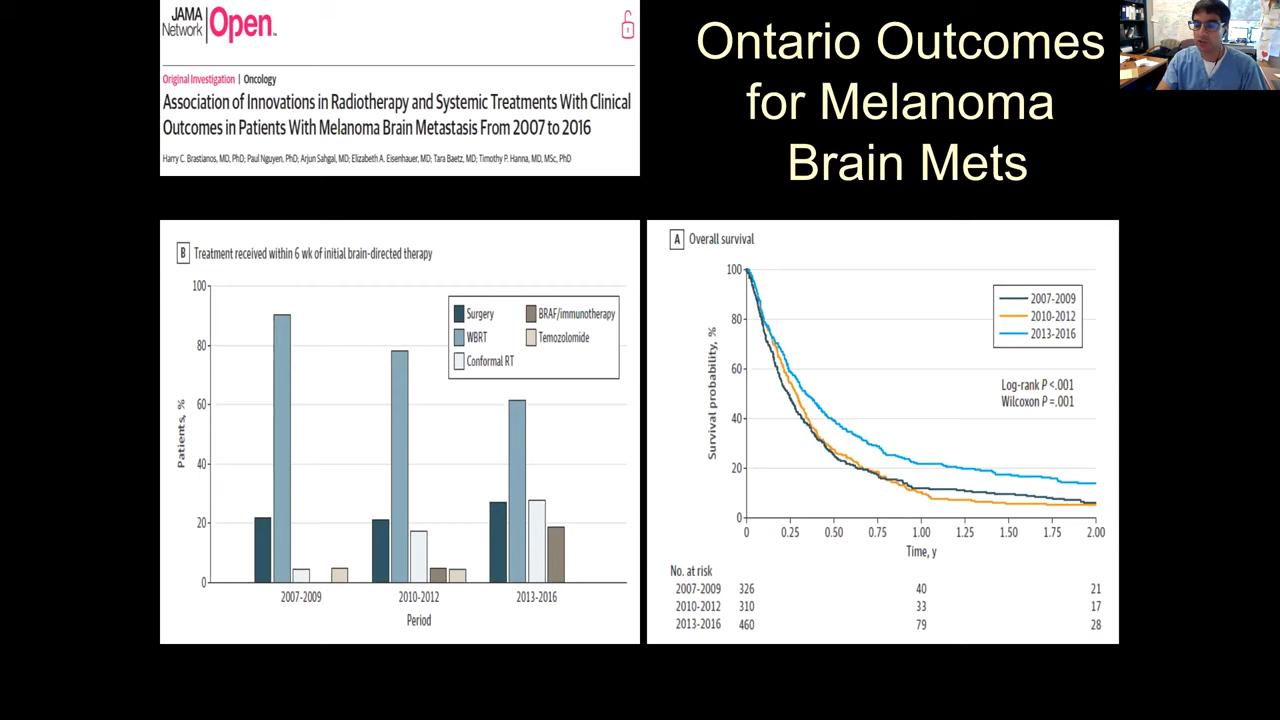 JAMA
Network
Open™
Original Investigation | Oncology
Association of Innovations in Radiotherapy and Systemic Treatments With Clinical
Outcomes in Patients With Melanoma Brain Metastasis From 2007 to 2016
Harry C. Brastianos, MD, PhD; Paul Nguyen, PhD; Arjun Sahgal, MD; Elizabeth A. Eisenhauer, MD; Tara Baetz, MD; Timothy P. Hanna, MD, MSc, PhD
Ontario Outcomes
for Melanoma
Brain Mets
B Treatment received within 6 wk of initial brain-directed therapy
100
80
60
40
20
0
Patients, %
Surgery
WBRT
Conformal RT
BRAF/immunotherapy
Temozolomide
2007-2009 2010-2012 2013-2016
Period
A Overall survival
100
80
60
40
20
0
Survival probability, %
2007-2009
2010-2012
2013-2016
Log-rank P <.001
Wilcoxon P =.001
0 0.25 0.50 0.75 1.00 1.25 1.50 1.75 2.00
Time, y
No. at risk
2007-2009 326 40 21
2010-2012 310 33 17
2013-2016 460 79 28